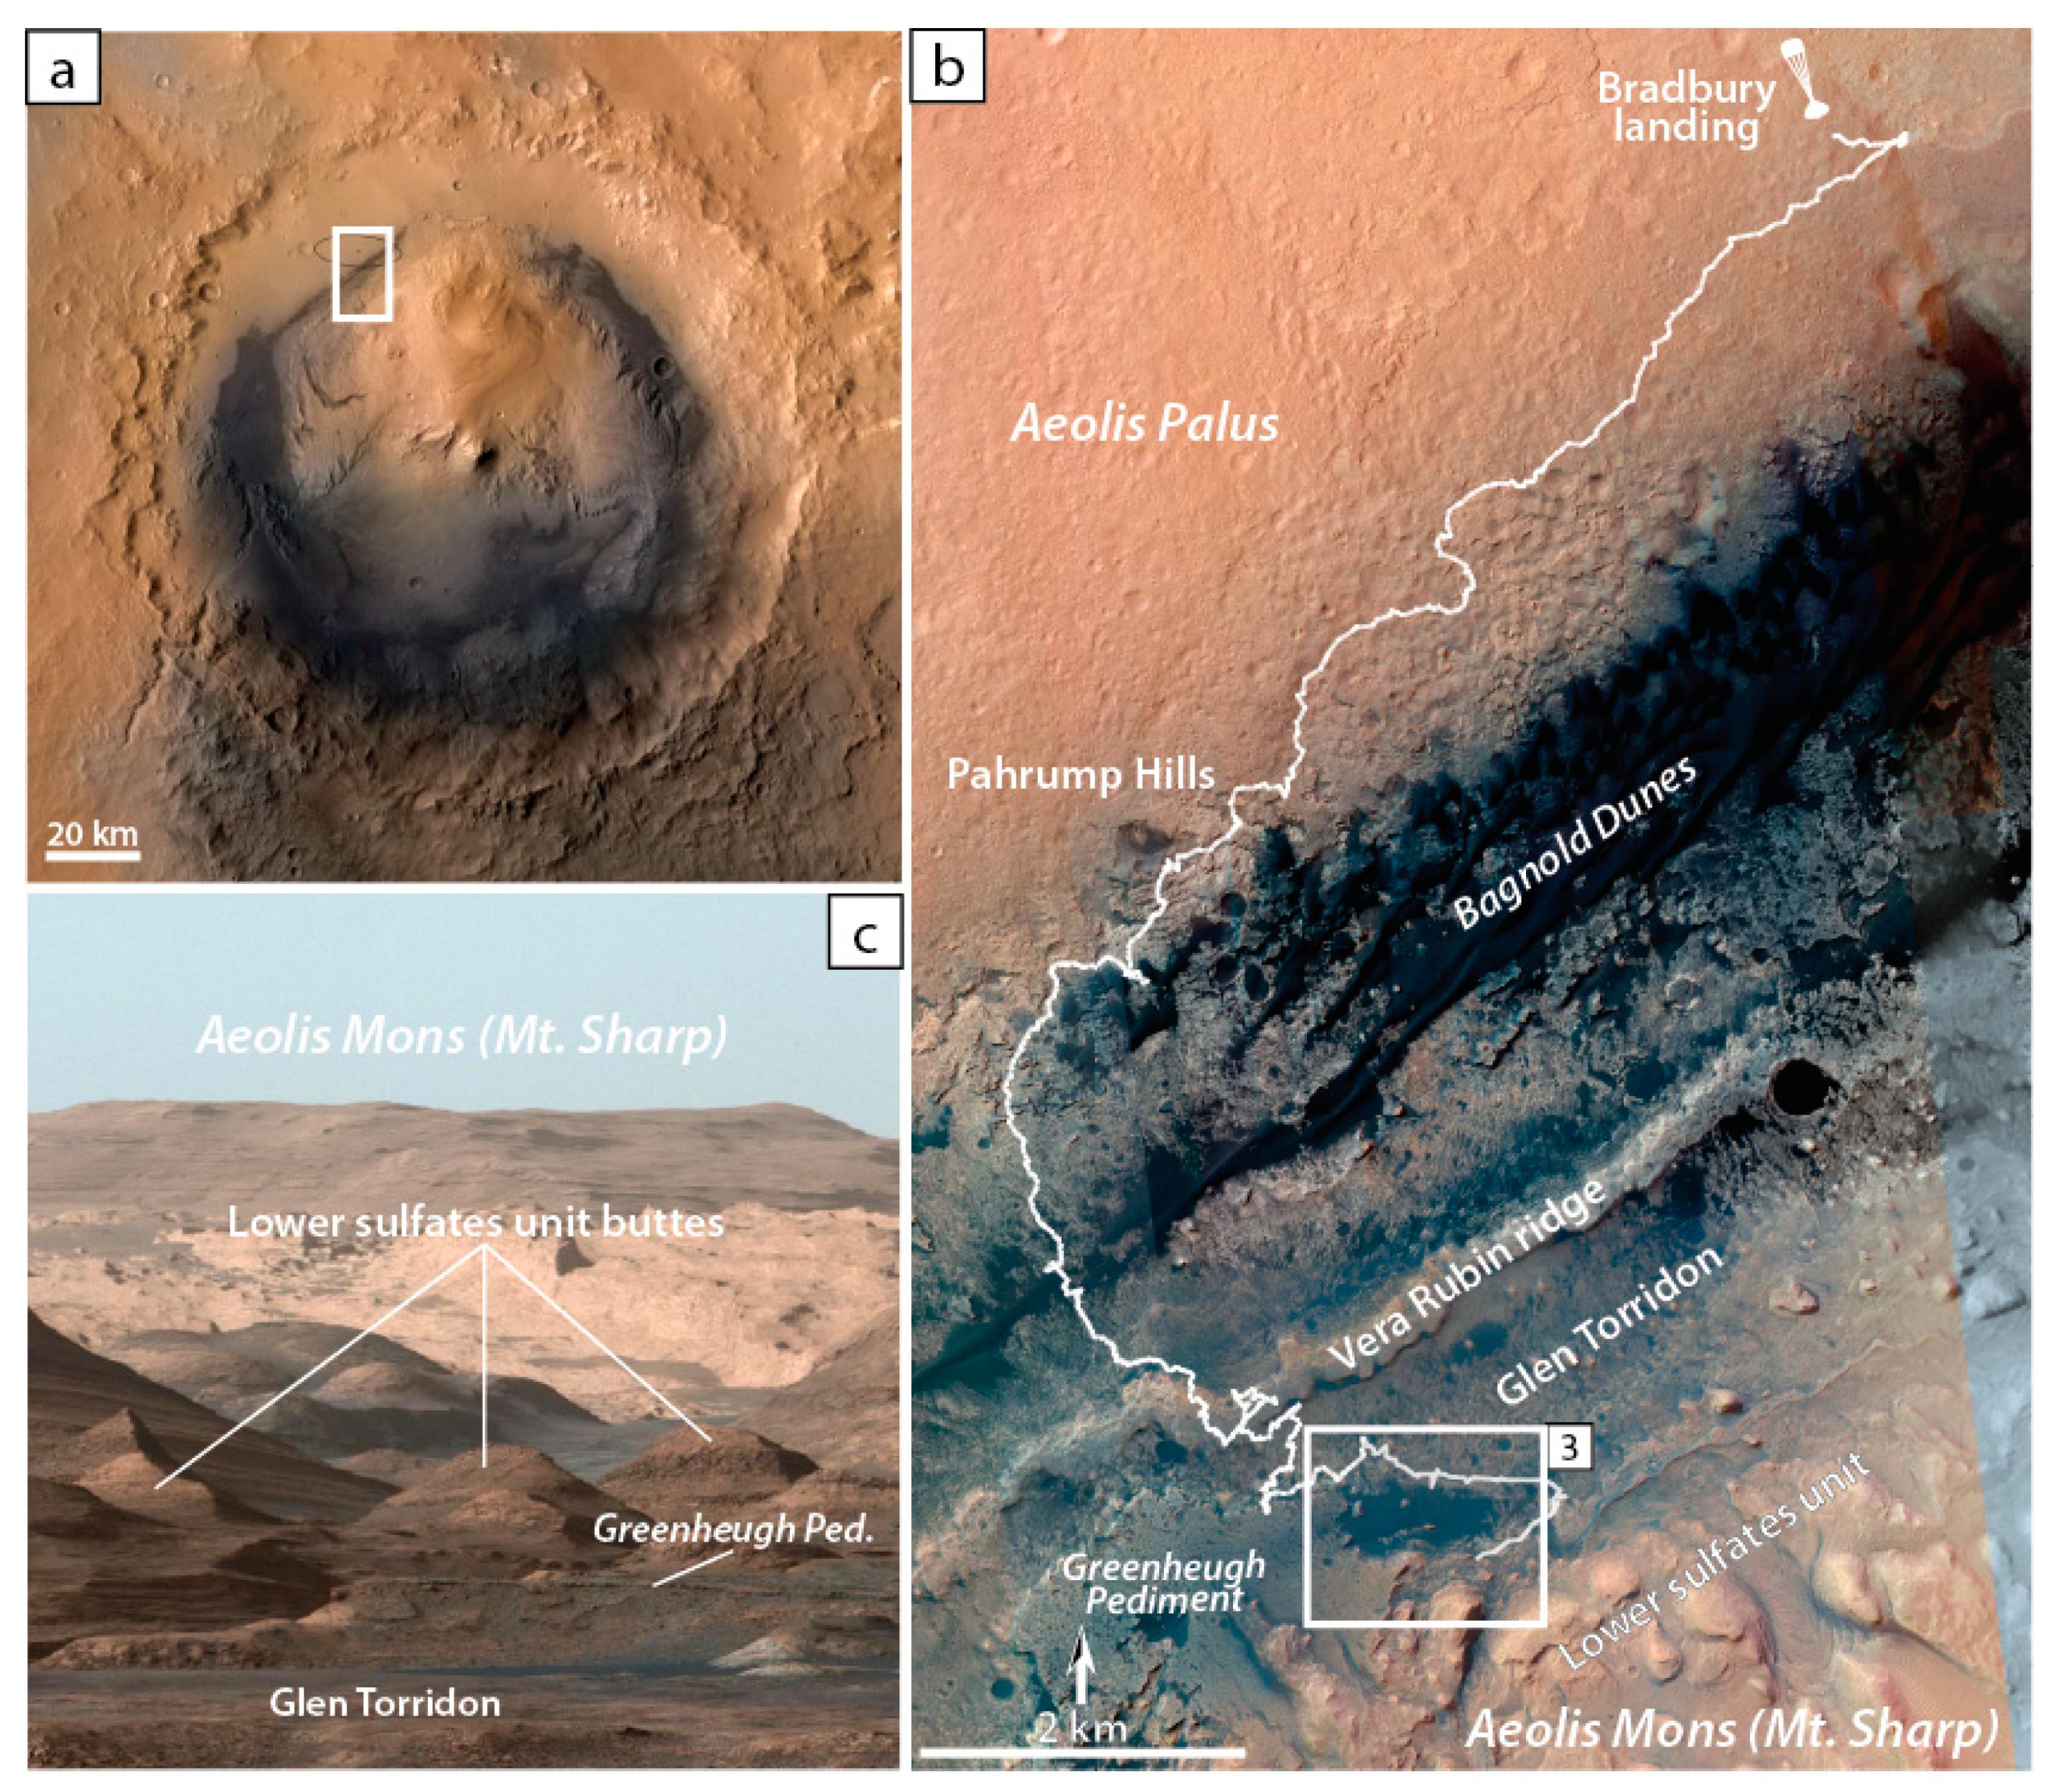 a
20 km
b
Bradbury
landing
Aeolis Palus
Pahrump Hills
Bagnold Dunes
Vera Rubin ridge
Glen Torridon
3
Lower sulfates unit
Greenheugh
Pediment
2 km
Aeolis Mons (Mt. Sharp)
c
Aeolis Mons (Mt. Sharp)
Lower sulfates unit buttes
Greenheugh Ped.
Glen Torridon